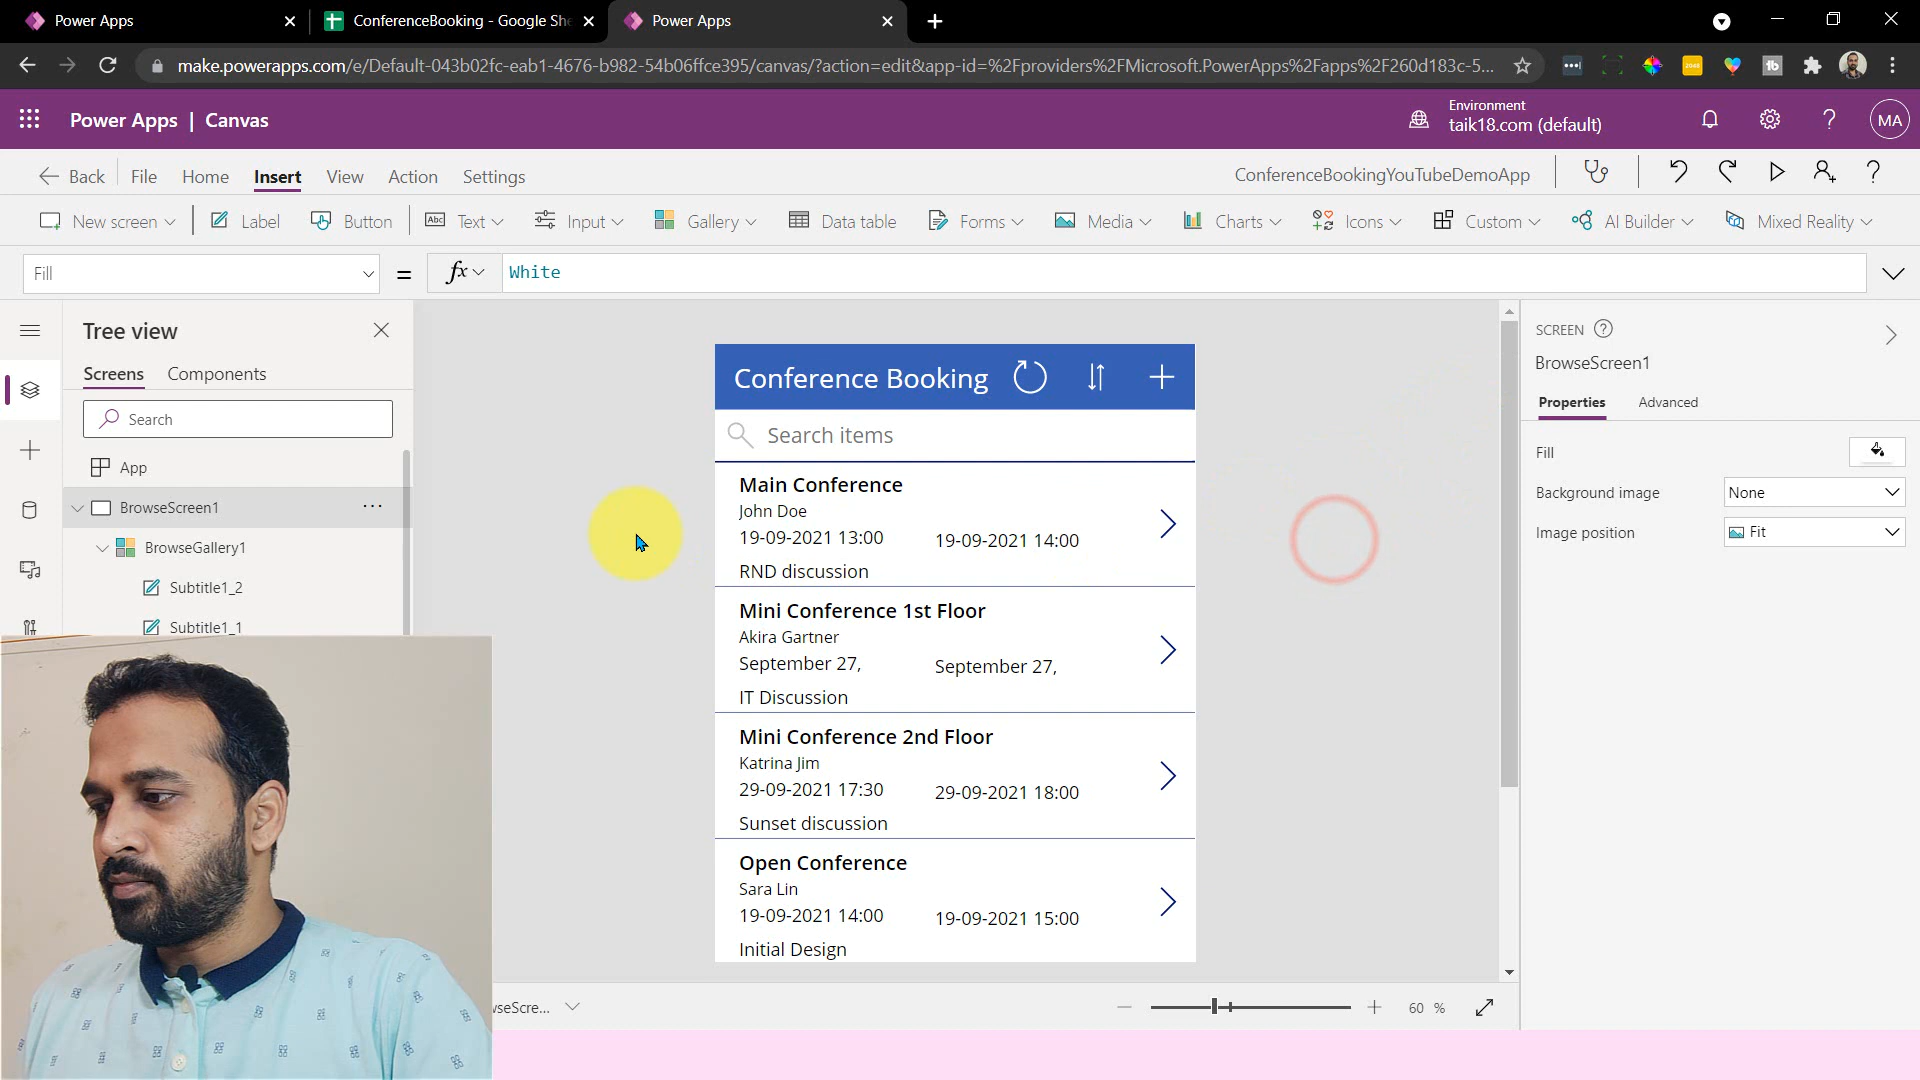 Power Apps
ConferenceBooking - Google She
Power Apps
make.powerapps.com/e/Default-043b02fc-eab1-4676-b982-54b06ffce395/canvas/?action=edit&app-id=%2Fproviders%2FMicrosoft.PowerApps%2Fapps%2F260d183c-5...
Power Apps | Canvas
Environment
taik18.com (default)
MA
Back File Home Insert View Action Settings
ConferenceBookingYouTubeDemoApp
New screen Label Button Abc Text Input Gallery Data table Forms Media Charts Icons Custom AI Builder Mixed Reality
Fill = fx White
Tree view
Screens Components
Search
App
BrowseScreen1
BrowseGallery1
Subtitle1_2
Subtitle1_1
Conference Booking
Search items
Main Conference
John Doe
19-09-2021 13:00 19-09-2021 14:00
RND discussion
Mini Conference 1st Floor
Akira Gartner
September 27, September 27,
IT Discussion
Mini Conference 2nd Floor
Katrina Jim
29-09-2021 17:30 29-09-2021 18:00
Sunset discussion
Open Conference
Sara Lin
19-09-2021 14:00 19-09-2021 15:00
Initial Design
SCREEN
BrowseScreen1
Properties Advanced
Fill
Background image None
Image position Fit
wseScre...
60 %